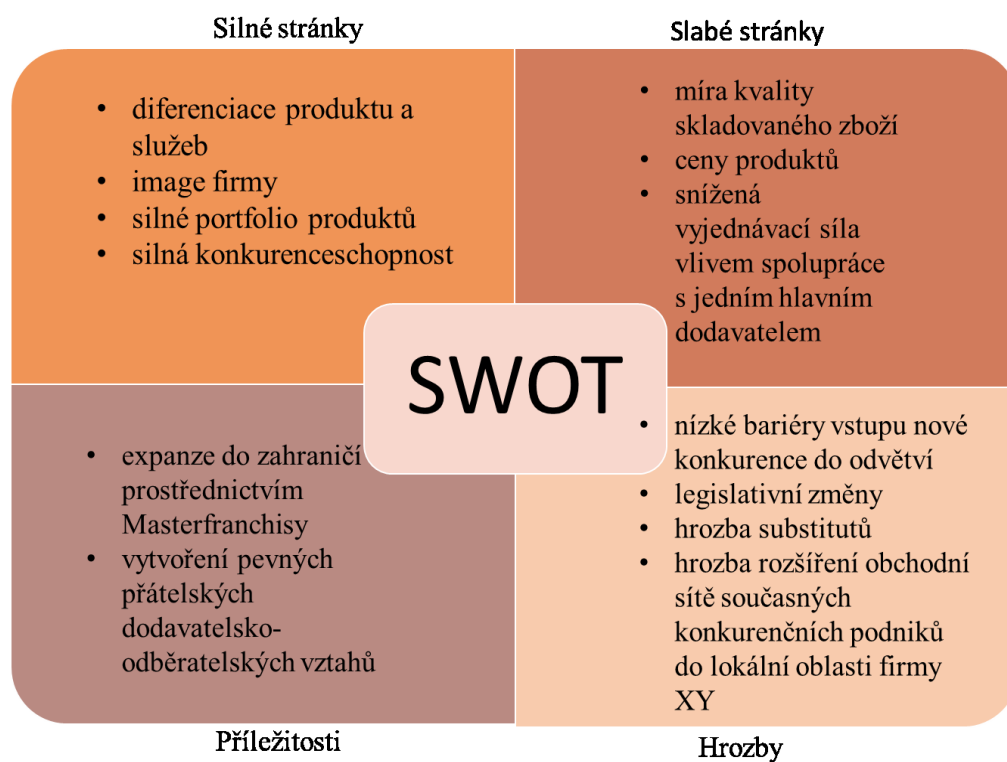 Silné stránky
• diferenciace produktu a
služeb
• image firmy
• silné portfolio produktů
• silná konkurenceschopnost
Slabé stránky
• míra kvality
skladovaného zboží
• ceny produktů
• snížená
vyjednávací síla
vlivem spolupráce
s jedním hlavním
dodavatelem
SWOT
• expanze do zahraničí
prostřednictvím
Masterfranchisy
• vytvoření pevných
přátelských
dodavatelsko-
odběratelských vztahů
Příležitosti
• nízké bariéry vstupu nové
konkurence do odvětví
• legislativní změny
• hrozba substitutů
• hrozba rozšíření obchodní
sítě současných
konkurenčních podniků
do lokální oblasti firmy
XY
Hrozby